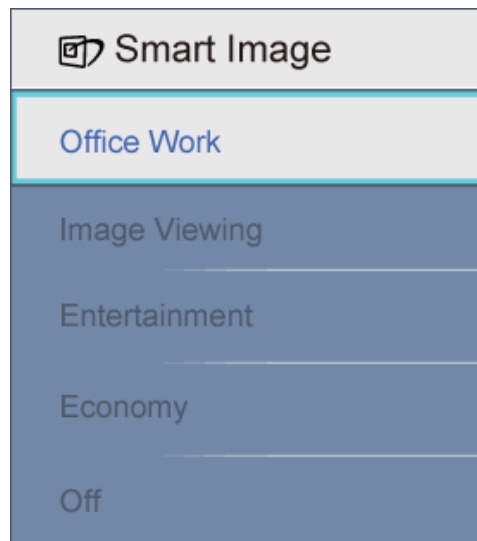 Smart Image
Office Work
Image Viewing
Entertainment
Economy
Off